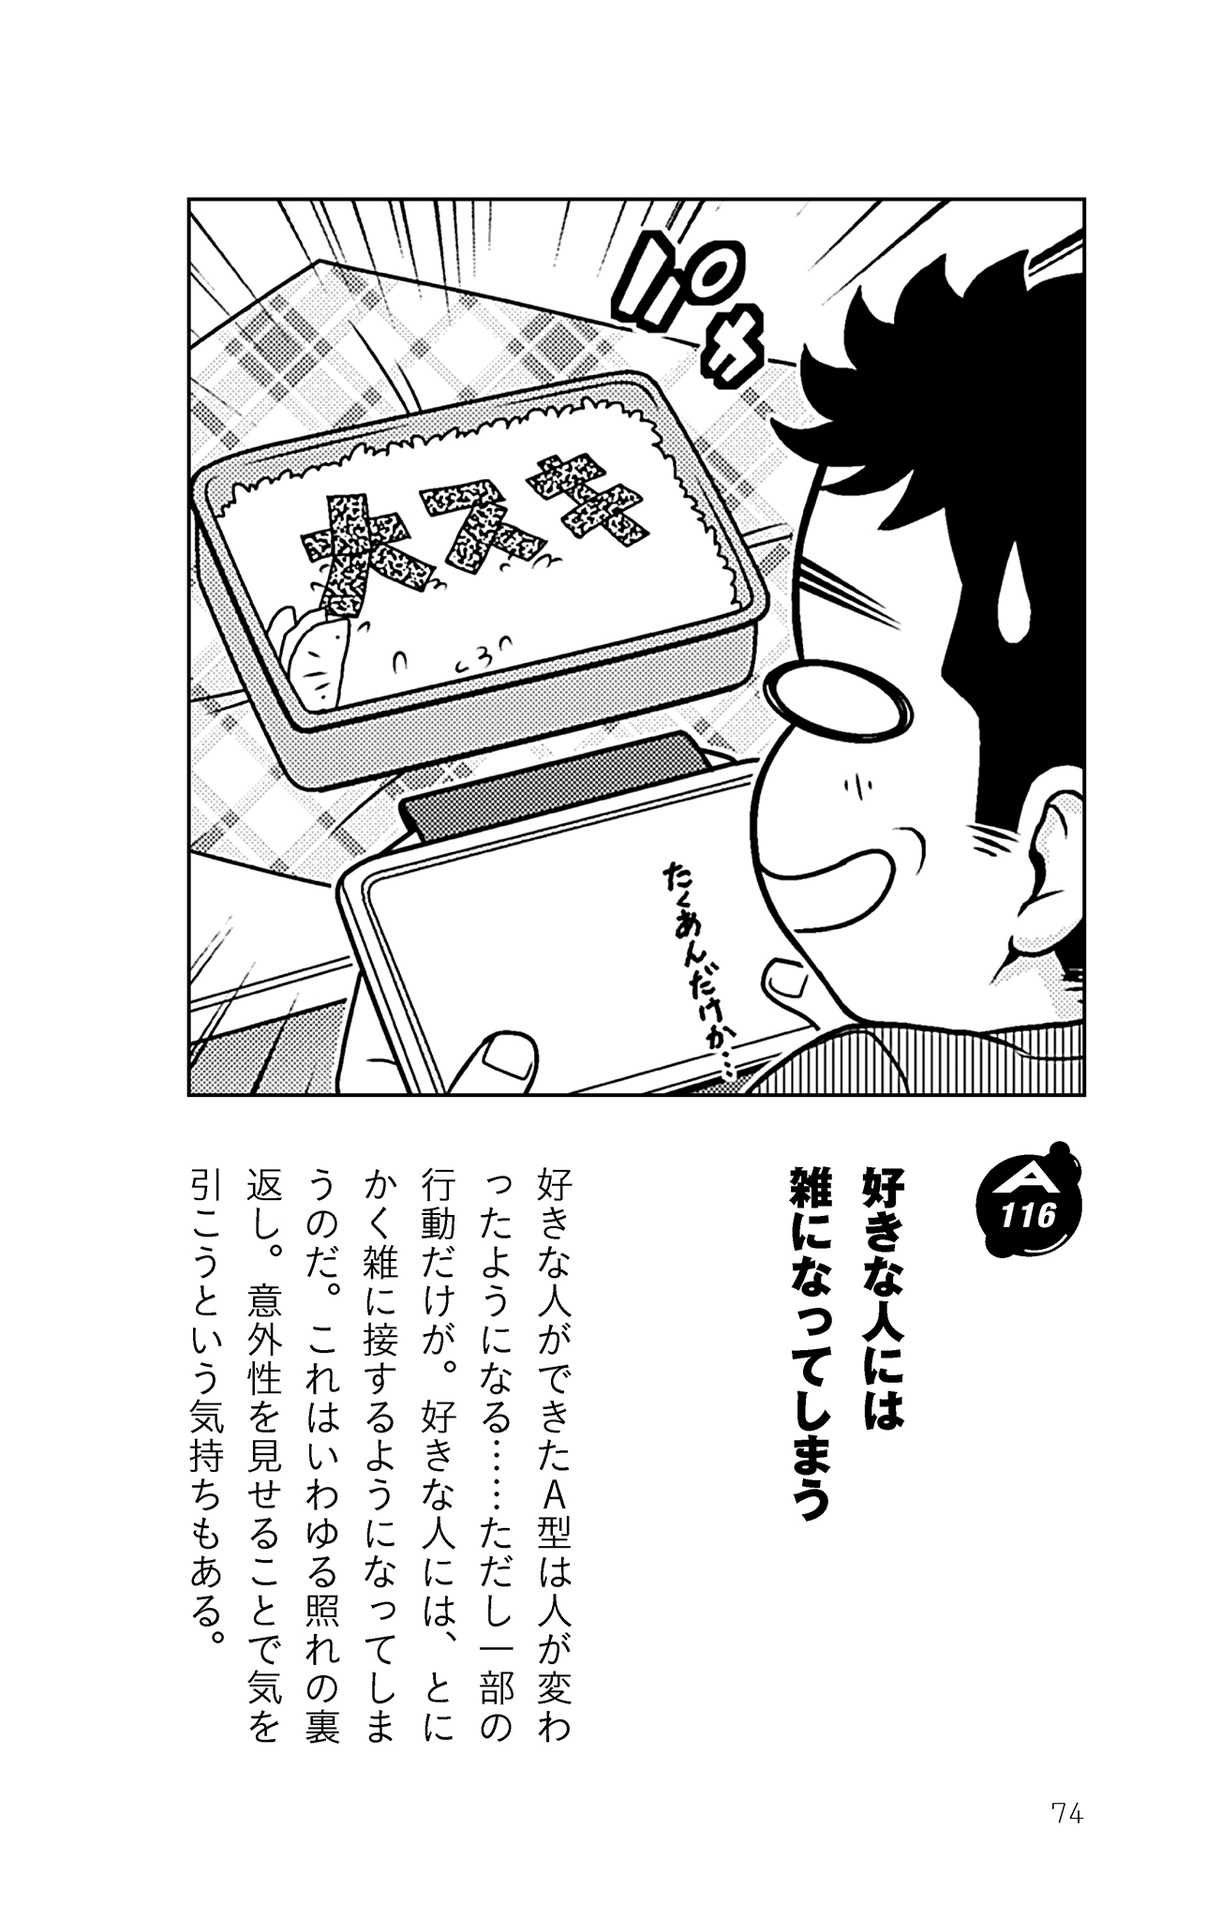 パカ
大スキ
たくあんだけか…
A
116
好きな人には
雑になってしまう
好きな人ができたA型は人が変わ
ったようになる……ただし一部の
行動だけが。好きな人には、とに
かく雑に接するようになってしま
うのだ。これはいわゆる照れの裏
返し。意外性を見せることで気を
引こうという気持ちもある。
74